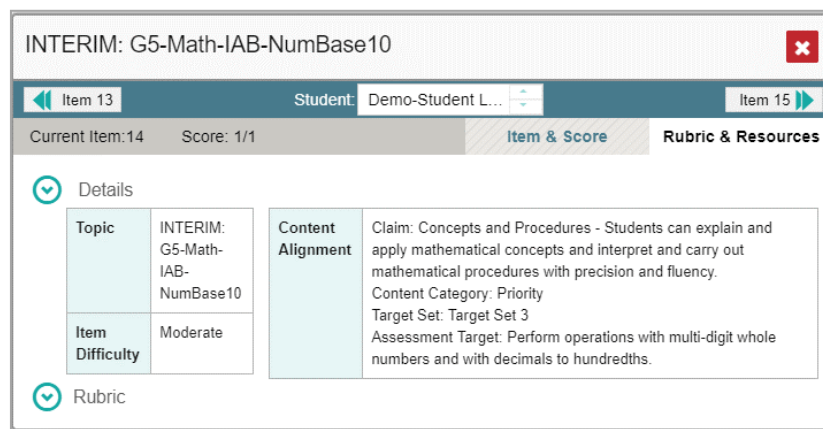 INTERIM: G5-Math-IAB-NumBase10
Item 13
Student:
Demo-Student L...
Item 15
Current Item:14
Score: 1/1
Item & Score
Rubric & Resources
Details
Topic
INTERIM:
G5-Math-
IAB-
NumBase10
Item
Difficulty
Moderate
Content
Alignment
Claim: Concepts and Procedures - Students can explain and
apply mathematical concepts and interpret and carry out
mathematical procedures with precision and fluency.
Content Category: Priority
Target Set: Target Set 3
Assessment Target: Perform operations with multi-digit whole
numbers and with decimals to hundredths.
Rubric